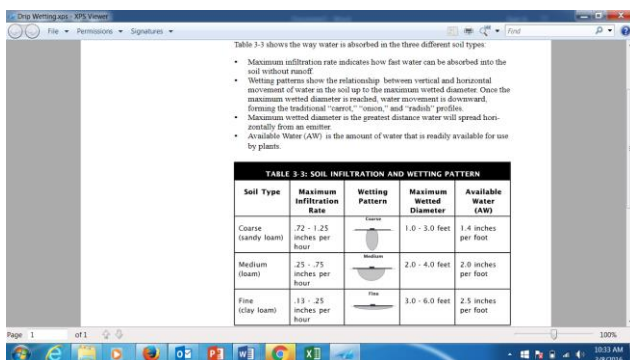 Drip Wetting.xps - XPS Viewer
File Permissions Signatures Find
Table 3-3 shows the way water is absorbed in the three different soil types:
• Maximum infiltration rate indicates how fast water can be absorbed into the
soil without runoff.
• Wetting patterns show the relationship between vertical and horizontal
movement of water in the soil up to the maximum wetted diameter. Once the
maximum wetted diameter is reached, water movement is downward,
forming the traditional "carrot," "onion," and "radish" profiles.
• Maximum wetted diameter is the greatest distance water will spread hori-
zontally from an emitter.
• Available Water (AW) is the amount of water that is readily available for use
by plants.
TABLE 3-3: SOIL INFILTRATION AND WETTING PATTERN
Soil Type Maximum Wetting Maximum Available
Infiltration Pattern Wetted Water
Rate Diameter (AW)
Coarse
Coarse .72 - 1.25 1.0 - 3.0 feet 1.4 inches
(sandy loam) inches per per foot
hour
Medium
Medium .25 - .75 2.0 - 4.0 feet 2.0 inches
(loam) inches per per foot
hour
Fine
Fine .13 - .25 3.0 - 6.0 feet 2.5 inches
(clay loam) inches per per foot
hour
Page 1 of 1 100%
10:33 AM